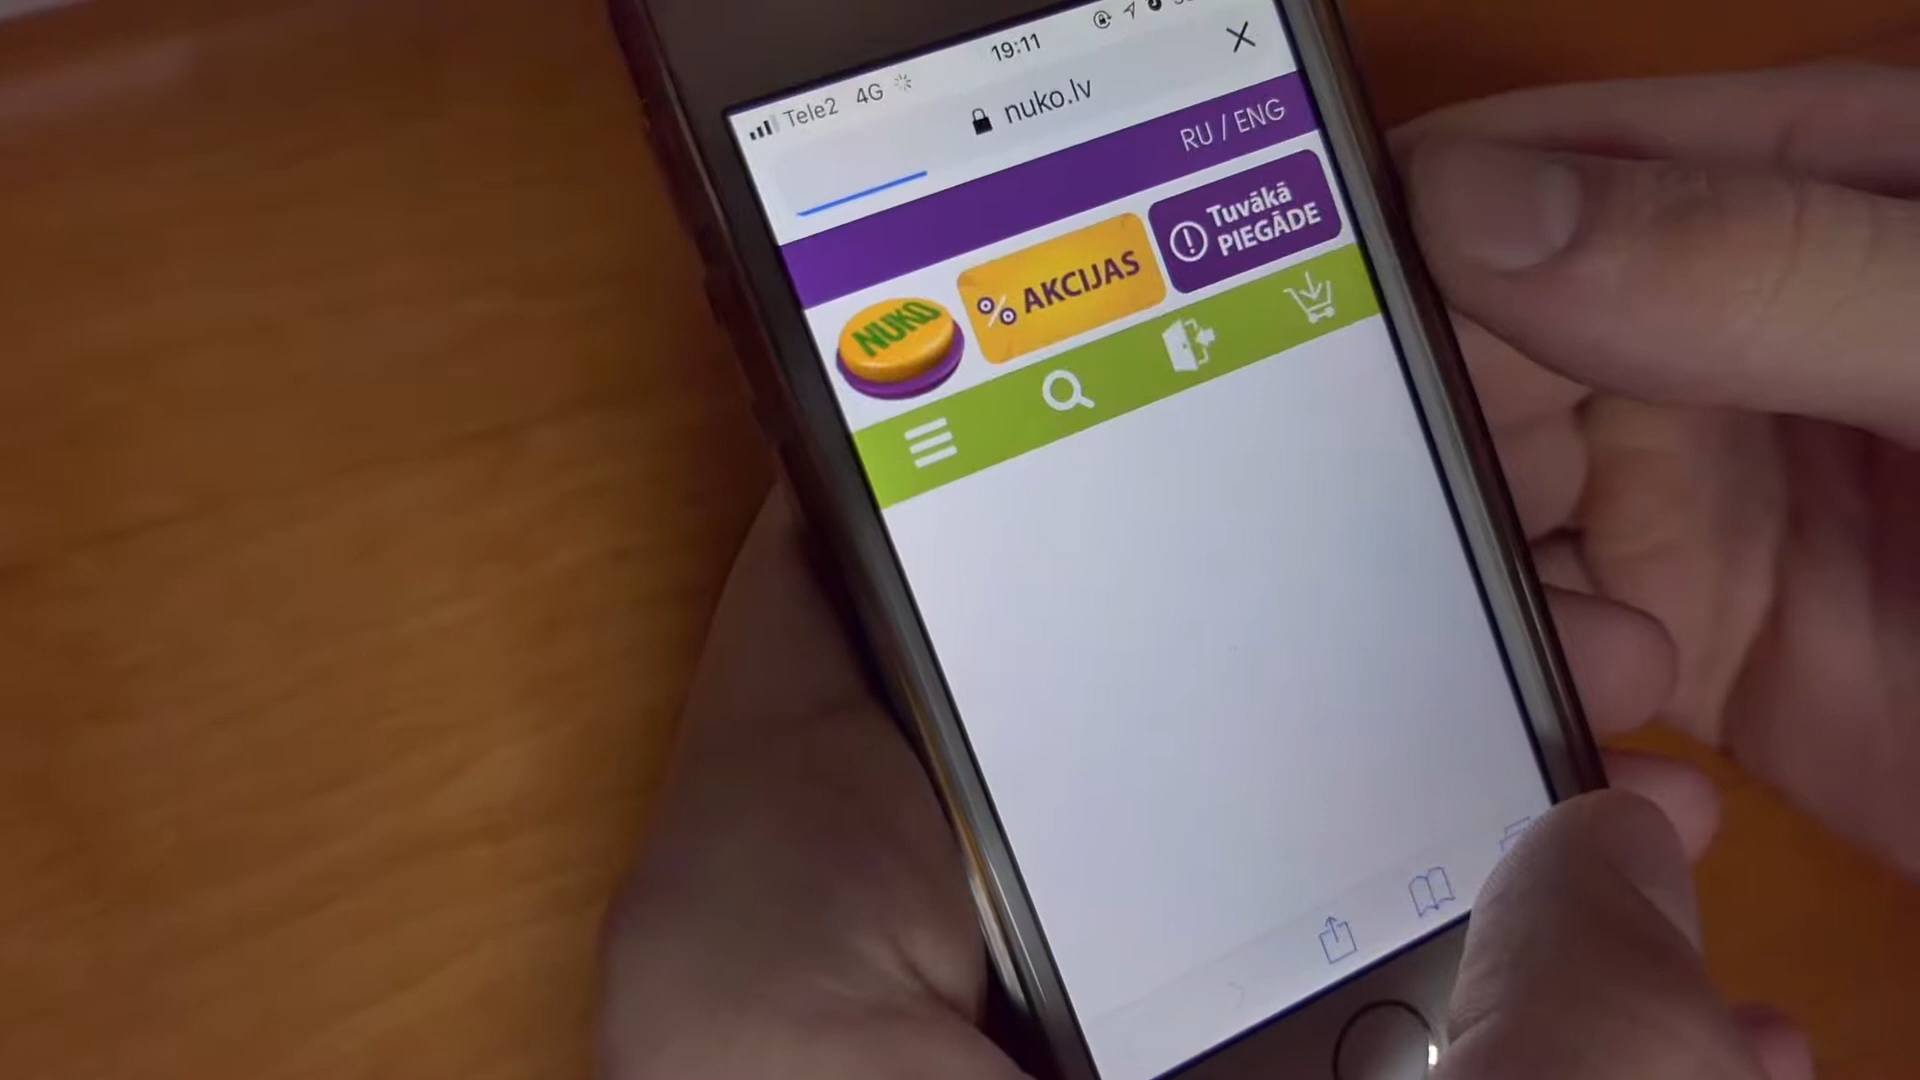 Tele2 4G 19:11
nuko.lv
RU / ENG
NUKO
% AKCIJAS
Tuvākā
PIEGĀDE